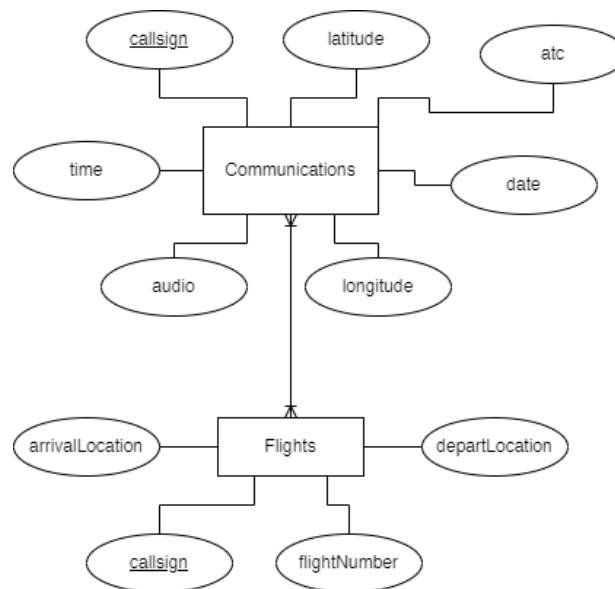 callsign
latitude
atc
time
Communications
date
audio
longitude
arrivalLocation
Flights
departLocation
callsign
flightNumber